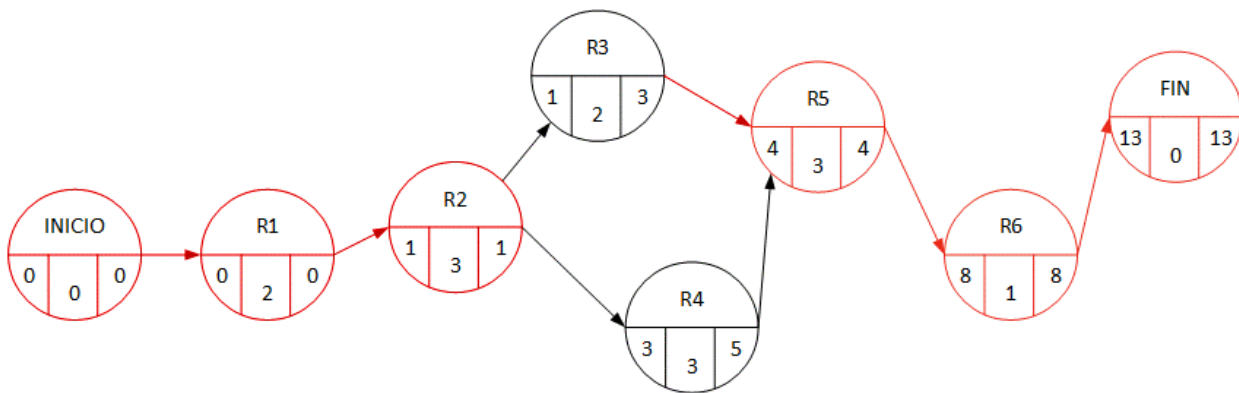 INICIO
0 0 0
R1
0 2 0
R2
1 3 1
R3
1 2 3
R4
3 3 5
R5
4 3 4
R6
8 1 8
FIN
13 0 13